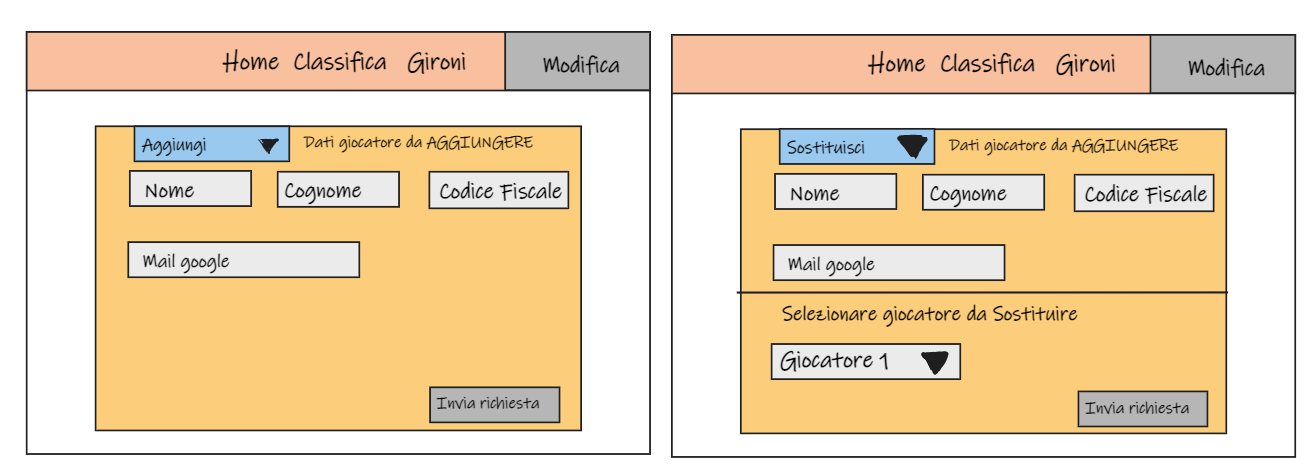 Home Classifica Gironi Modifica
Aggiungi Dati giocatore da AGGIUNGERE
Nome Cognome Codice Fiscale
Mail google
Invia richiesta
Home Classifica Gironi Modifica
Sostituisci Dati giocatore da AGGIUNGERE
Nome Cognome Codice Fiscale
Mail google
Selezionare giocatore da Sostituire
Giocatore 1
Invia richiesta